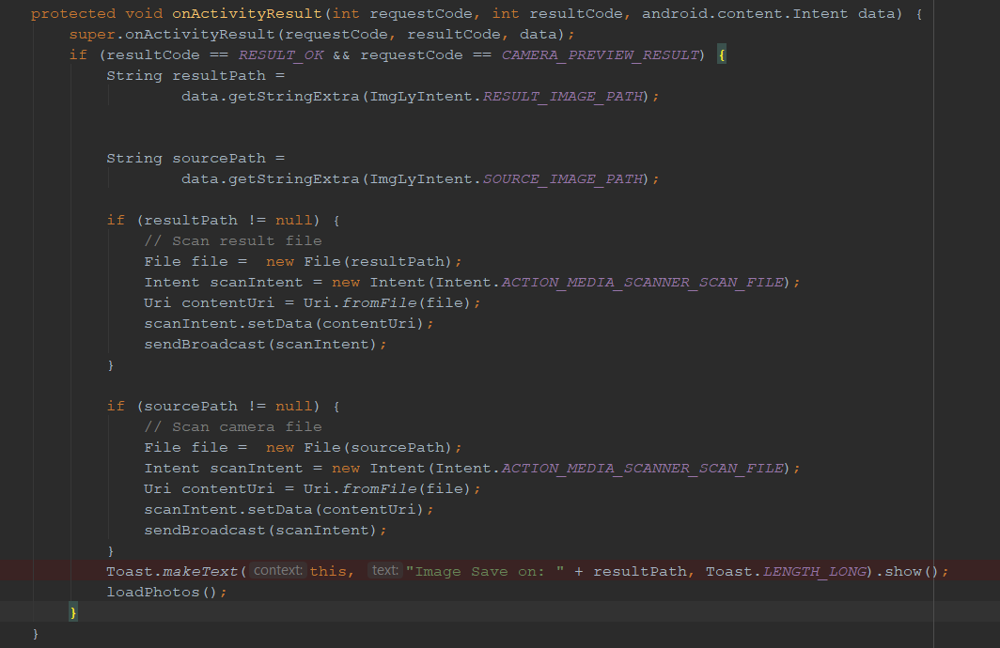 protected void onActivityResult(int requestCode, int resultCode, android.content.Intent data) {
super.onActivityResult(requestCode, resultCode, data);
if (resultCode == RESULT_OK && requestCode == CAMERA_PREVIEW_RESULT) {
String resultPath =
data.getStringExtra(ImgLyIntent.RESULT_IMAGE_PATH);
String sourcePath =
data.getStringExtra(ImgLyIntent.SOURCE_IMAGE_PATH);
if (resultPath != null) {
// Scan result file
File file =  new File(resultPath);
Intent scanIntent = new Intent(Intent.ACTION_MEDIA_SCANNER_SCAN_FILE);
Uri contentUri = Uri.fromFile(file);
scanIntent.setData(contentUri);
sendBroadcast(scanIntent);
}
if (sourcePath != null) {
// Scan camera file
File file =  new File(sourcePath);
Intent scanIntent = new Intent(Intent.ACTION_MEDIA_SCANNER_SCAN_FILE);
Uri contentUri = Uri.fromFile(file);
scanIntent.setData(contentUri);
sendBroadcast(scanIntent);
}
Toast.makeText( context: this, text: "Image Save on: " + resultPath, Toast.LENGTH_LONG).show();
loadPhotos();
}
}